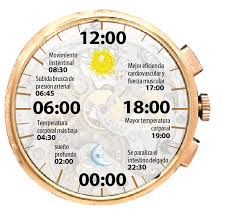 12:00
Movimiento
instentinal
08:30
Mejor eficiencia
cardiovascular y
fuerza muscular
17:00
Subida brusca de
presión arterial
06:45
06:00
18:00
Temperatura
corporal más baja
04:30
Mayor temperatura
corporal
19:00
sueño
profundo
02:00
Se paraliza el
intestino delgado
22:30
00:00